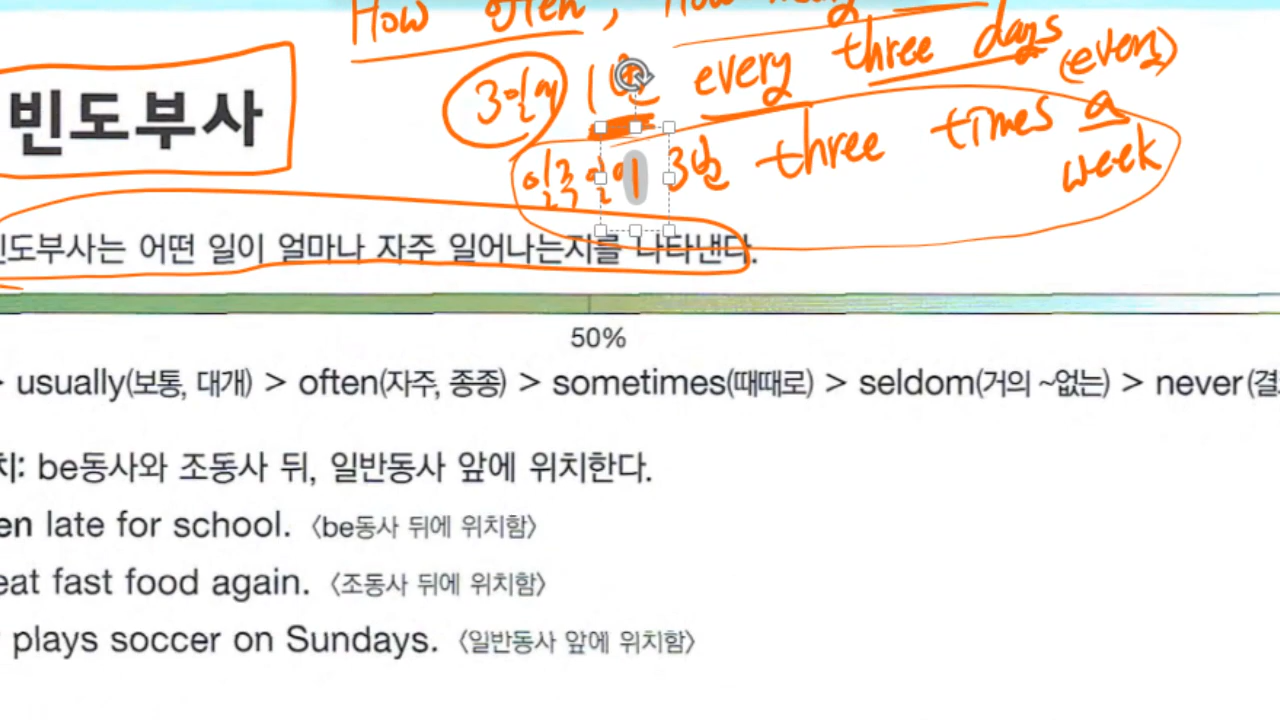 How often, How many
3일에 1번 every three days
(every)
일주일에 3번 three times a week
빈도부사
빈도부사는 어떤 일이 얼마나 자주 일어나는지를 나타낸다.
50%
> usually(보통, 대개) > often(자주, 종종) > sometimes(때때로) > seldom(거의 ~없는) > never(결
치: be동사와 조동사 뒤, 일반동사 앞에 위치한다.
en late for school. 〈be동사 뒤에 위치함〉
eat fast food again. 〈조동사 뒤에 위치함〉
plays soccer on Sundays. 〈일반동사 앞에 위치함〉